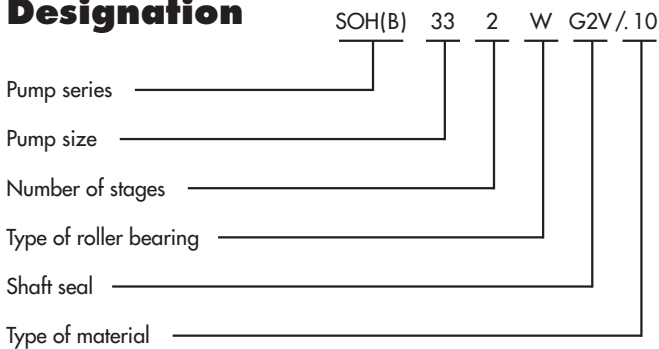 Designation
SOH(B) 33 2 W G2V /. 10
Pump series
Pump size
Number of stages
Type of roller bearing
Shaft seal
Type of material